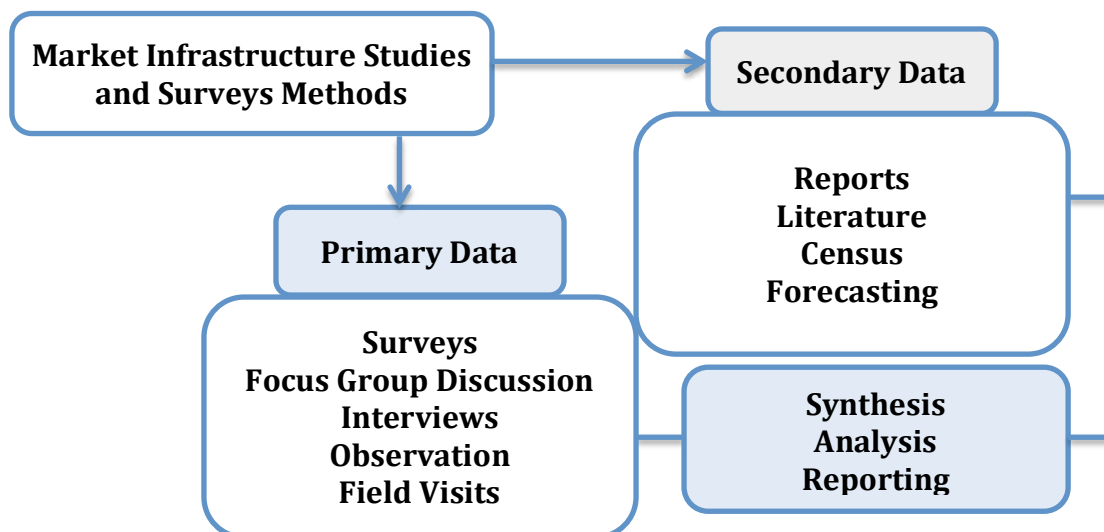 Market Infrastructure Studies
and Surveys Methods
Secondary Data
Reports
Literature
Census
Forecasting
Primary Data
Surveys
Focus Group Discussion
Interviews
Observation
Field Visits
Synthesis
Analysis
Reporting